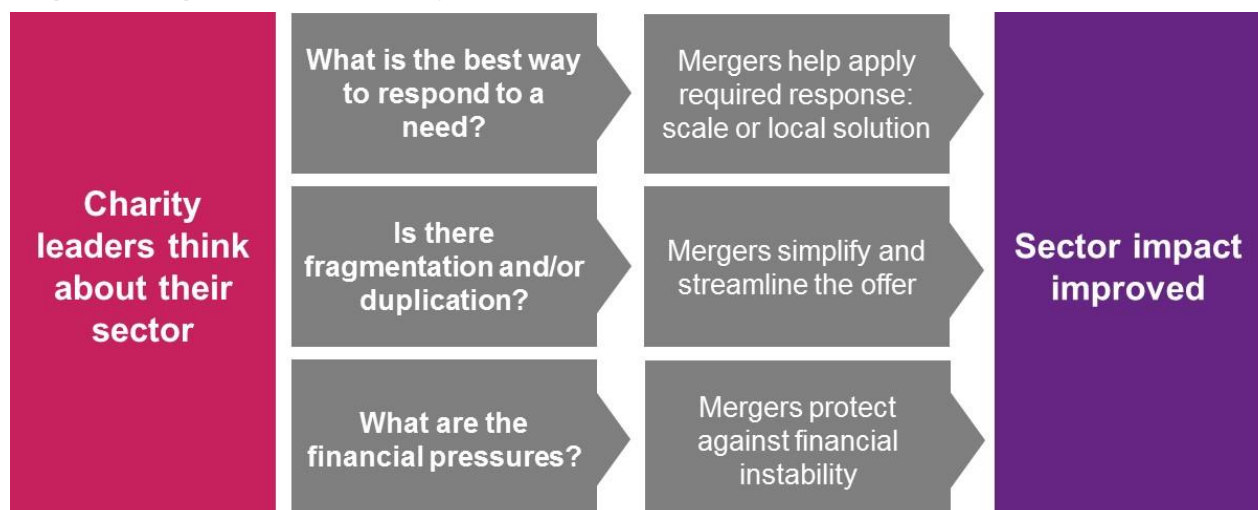 Charity
leaders think
about their
sector
What is the best way
to respond to a
need?
Mergers help apply
required response:
scale or local solution
Is there
fragmentation and/or
duplication?
Mergers simplify and
streamline the offer
What are the
financial pressures?
Mergers protect
against financial
instability
Sector impact
improved